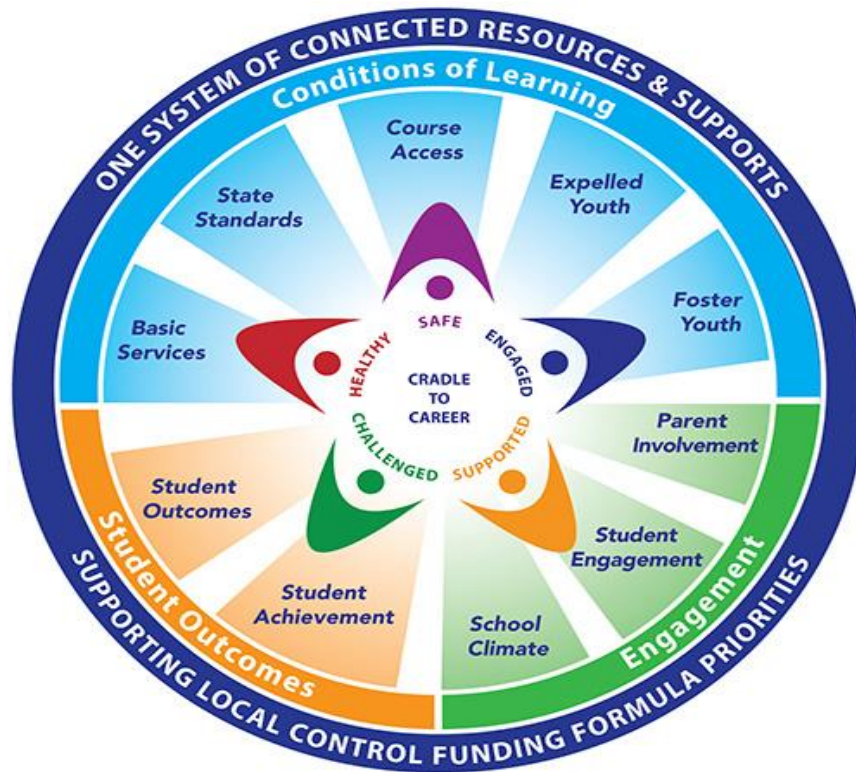 ONE SYSTEM OF CONNECTED RESOURCES & SUPPORTS
Conditions of Learning
Course
Access
State
Standards
Expelled
Youth
Basic
Services
Foster
Youth
SAFE
HEALTHY
ENGAGED
CRADLE
TO
CAREER
CHALLENGED
SUPPORTED
Parent
Involvement
Student
Outcomes
Student
Engagement
Student
Achievement
School
Climate
Student Outcomes
Engagement
SUPPORTING LOCAL CONTROL FUNDING FORMULA PRIORITIES